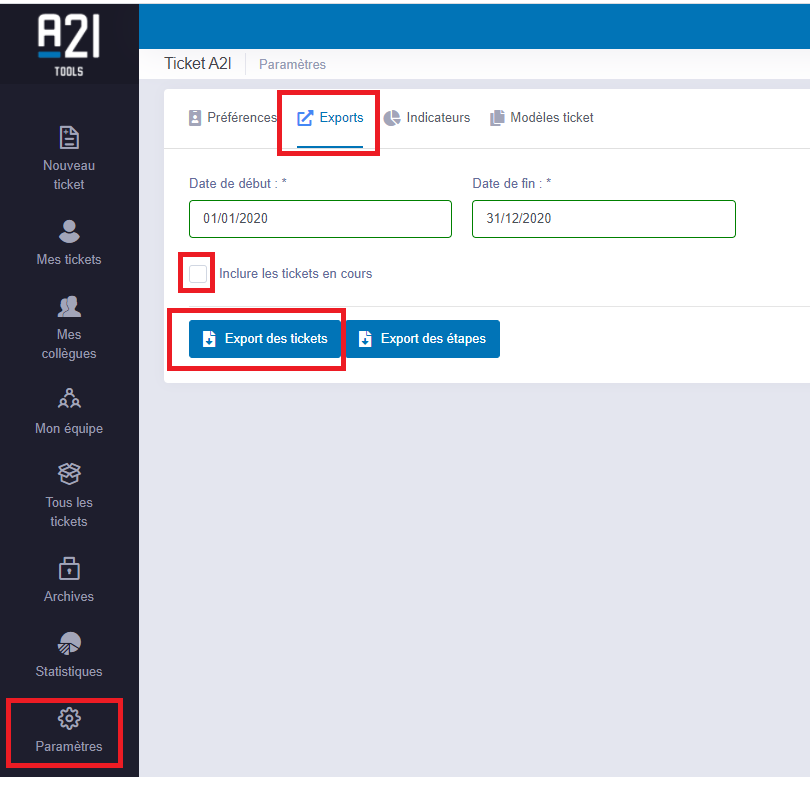 A2I
TOOLS
Nouveau
ticket
Mes tickets
Mes
collègues
Mon équipe
Tous les
tickets
Archives
Statistiques
Paramètres
Ticket A2I
Paramètres
Préférences
Exports
Indicateurs
Modèles ticket
Date de début : *
Date de fin : *
01/01/2020
31/12/2020
Inclure les tickets en cours
Export des tickets
Export des étapes